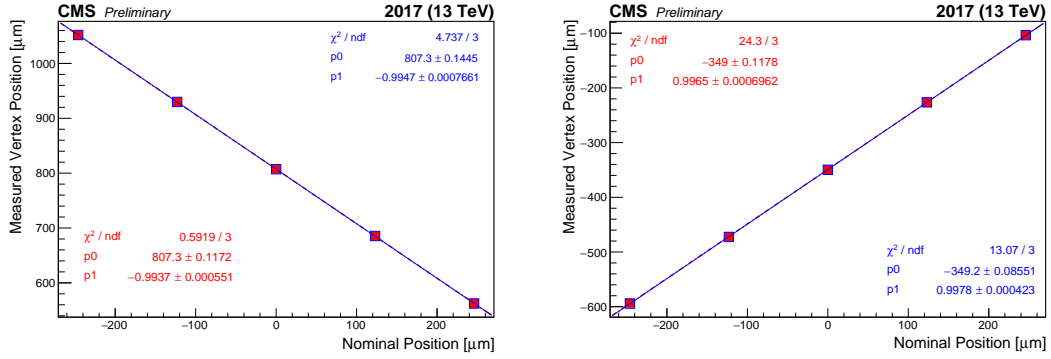 CMS Preliminary 2017 (13 TeV)
Measured Vertex Position [μm]
χ² / ndf 4.737 / 3
p0 807.3 ± 0.1445
p1 −0.9947 ± 0.0007661
1000
900
800
700
600
χ² / ndf 0.5919 / 3
p0 807.3 ± 0.1172
p1 −0.9937 ± 0.000551
−200 −100 0 100 200
Nominal Position [μm]
CMS Preliminary 2017 (13 TeV)
Measured Vertex Position [μm]
−100
−200
−300
−400
−500
−600
χ² / ndf 24.3 / 3
p0 −349 ± 0.1178
p1 0.9965 ± 0.0006962
χ² / ndf 13.07 / 3
p0 −349.2 ± 0.08551
p1 0.9978 ± 0.000423
−200 −100 0 100 200
Nominal Position [μm]